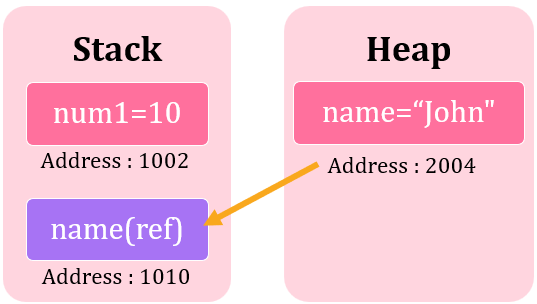 Stack
num1=10
Address : 1002
name(ref)
Address : 1010
Heap
name=“John"
Address : 2004